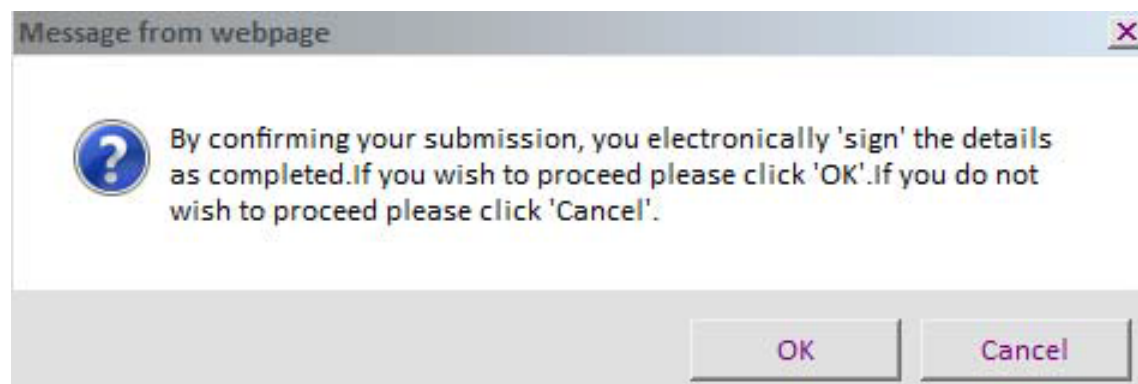 Message from webpage
By confirming your submission, you electronically 'sign' the details
as completed.If you wish to proceed please click 'OK'.If you do not
wish to proceed please click 'Cancel'.
OK
Cancel